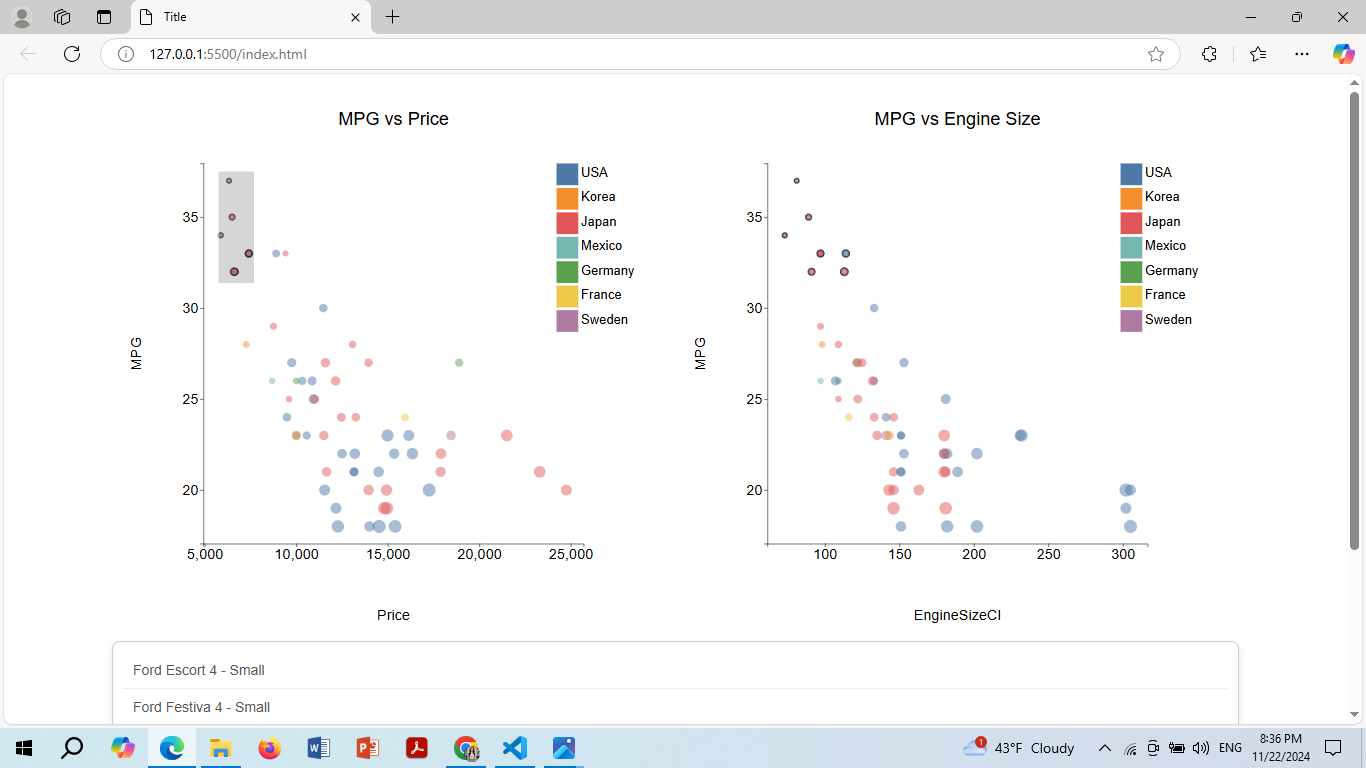 Title
127.0.0.1:5500/index.html
MPG vs Price
MPG vs Engine Size
USA
Korea
Japan
Mexico
Germany
France
Sweden
35
30
25
20
MPG
5,000 10,000 15,000 20,000 25,000
Price
USA
Korea
Japan
Mexico
Germany
France
Sweden
35
30
25
20
MPG
100 150 200 250 300
EngineSizeCI
Ford Escort 4 - Small
Ford Festiva 4 - Small
1
43°F Cloudy
ENG
8:36 PM
11/22/2024